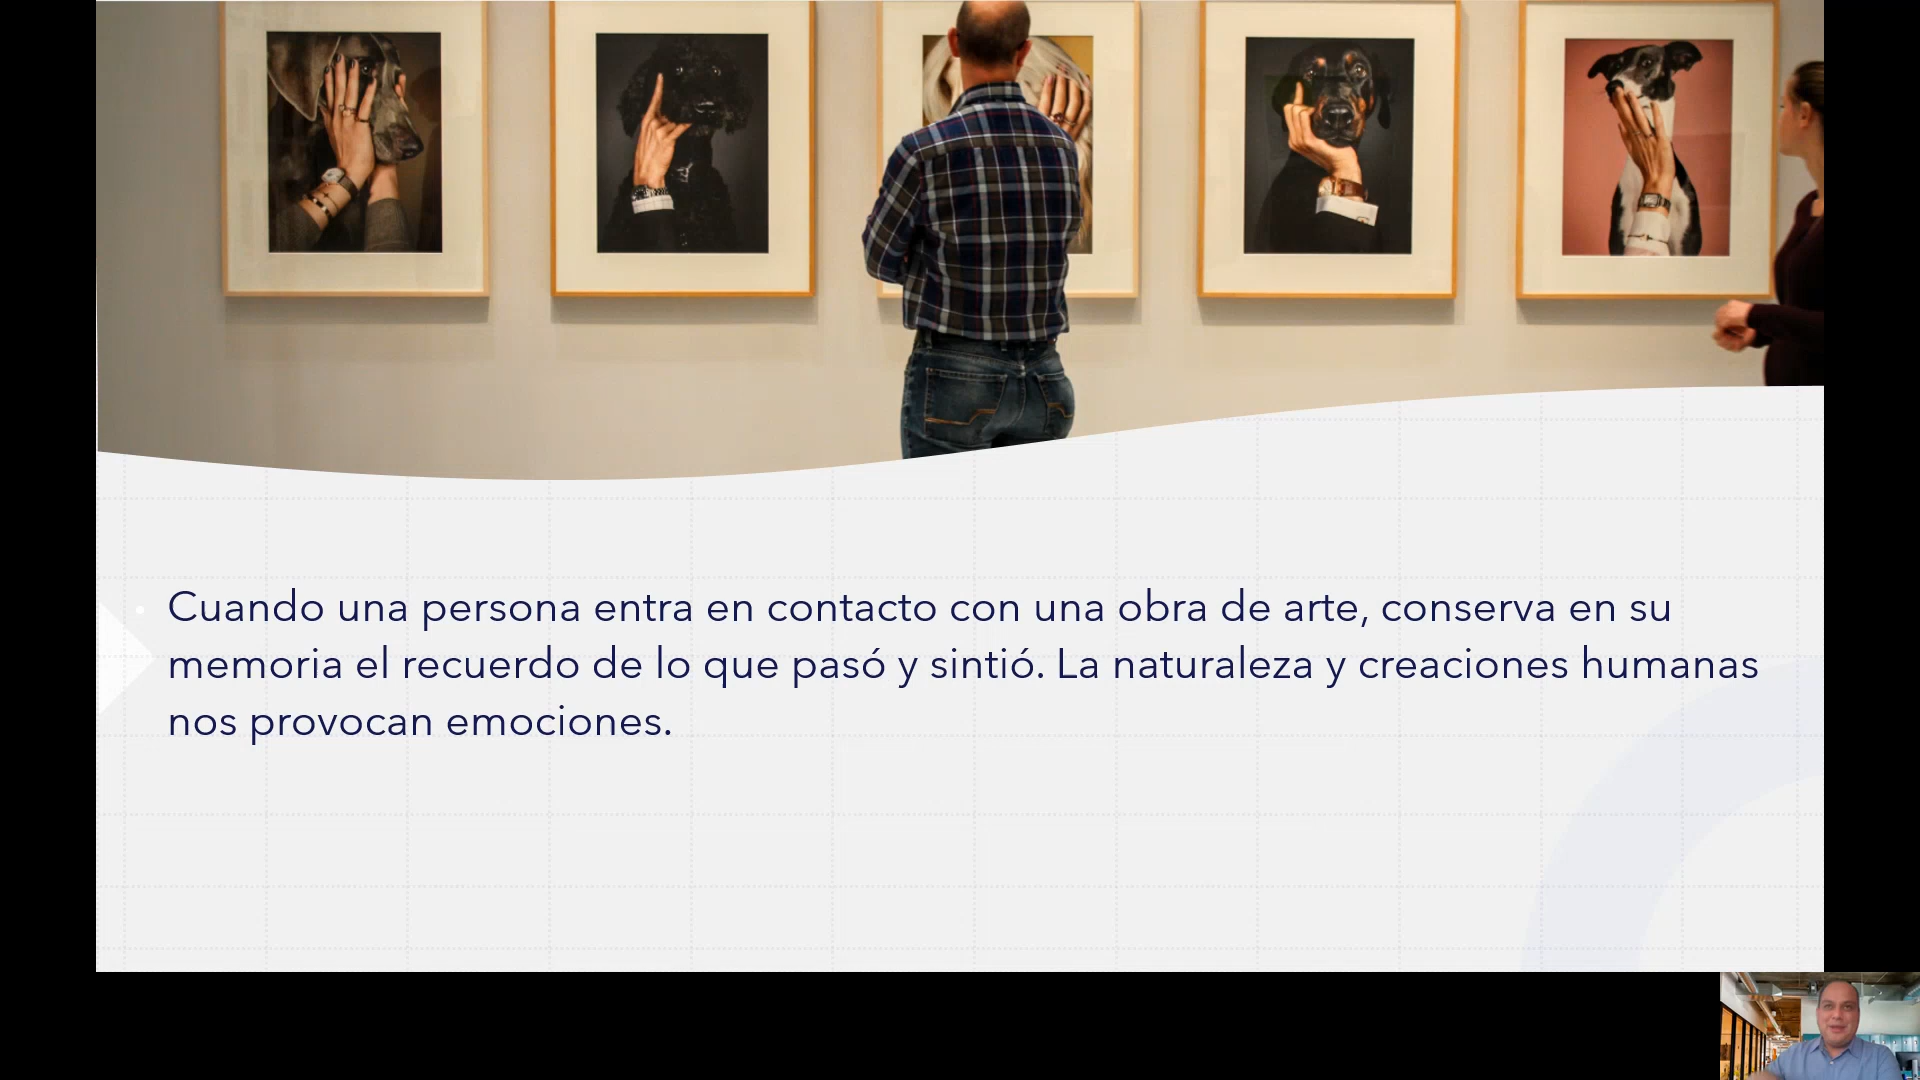 Cuando una persona entra en contacto con una obra de arte, conserva en su
memoria el recuerdo de lo que pasó y sintió. La naturaleza y creaciones humanas
nos provocan emociones.